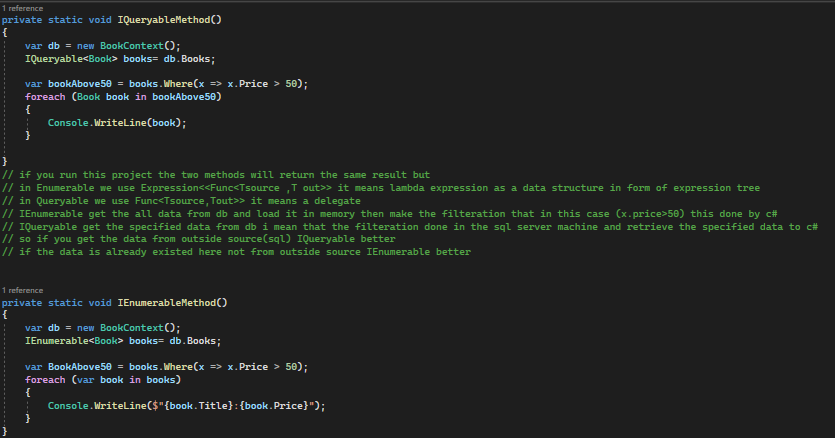 1 reference
private static void IQueryableMethod()
{
var db = new BookContext();
IQueryable<Book> books= db.Books;
var bookAbove50 = books.Where(x => x.Price > 50);
foreach (Book book in bookAbove50)
{
Console.WriteLine(book);
}
}
// if you run this project the two methods will return the same result but
// in Enumerable we use Expression<<Func<Tsource ,T out>> it means lambda expression as a data structure in form of expression tree
// in Queryable we use Func<Tsource,Tout>> it means a delegate
// IEnumerable get the all data from db and load it in memory then make the filteration that in this case (x.price>50) this done by c#
// IQueryable get the specified data from db i mean that the filteration done in the sql server machine and retrieve the specified data to c#
// so if you get the data from outside source(sql) IQueryable better
// if the data is already existed here not from outside source IEnurable better
1 reference
private static void IEnumerableMethod()
{
var db = new BookContext();
IEnumerable<Book> books= db.Books;
var BookAbove50 = books.Where(x => x.Price > 50);
foreach (var book in books)
{
Console.WriteLine($"{book.Title}:{book.Price}");
}
}